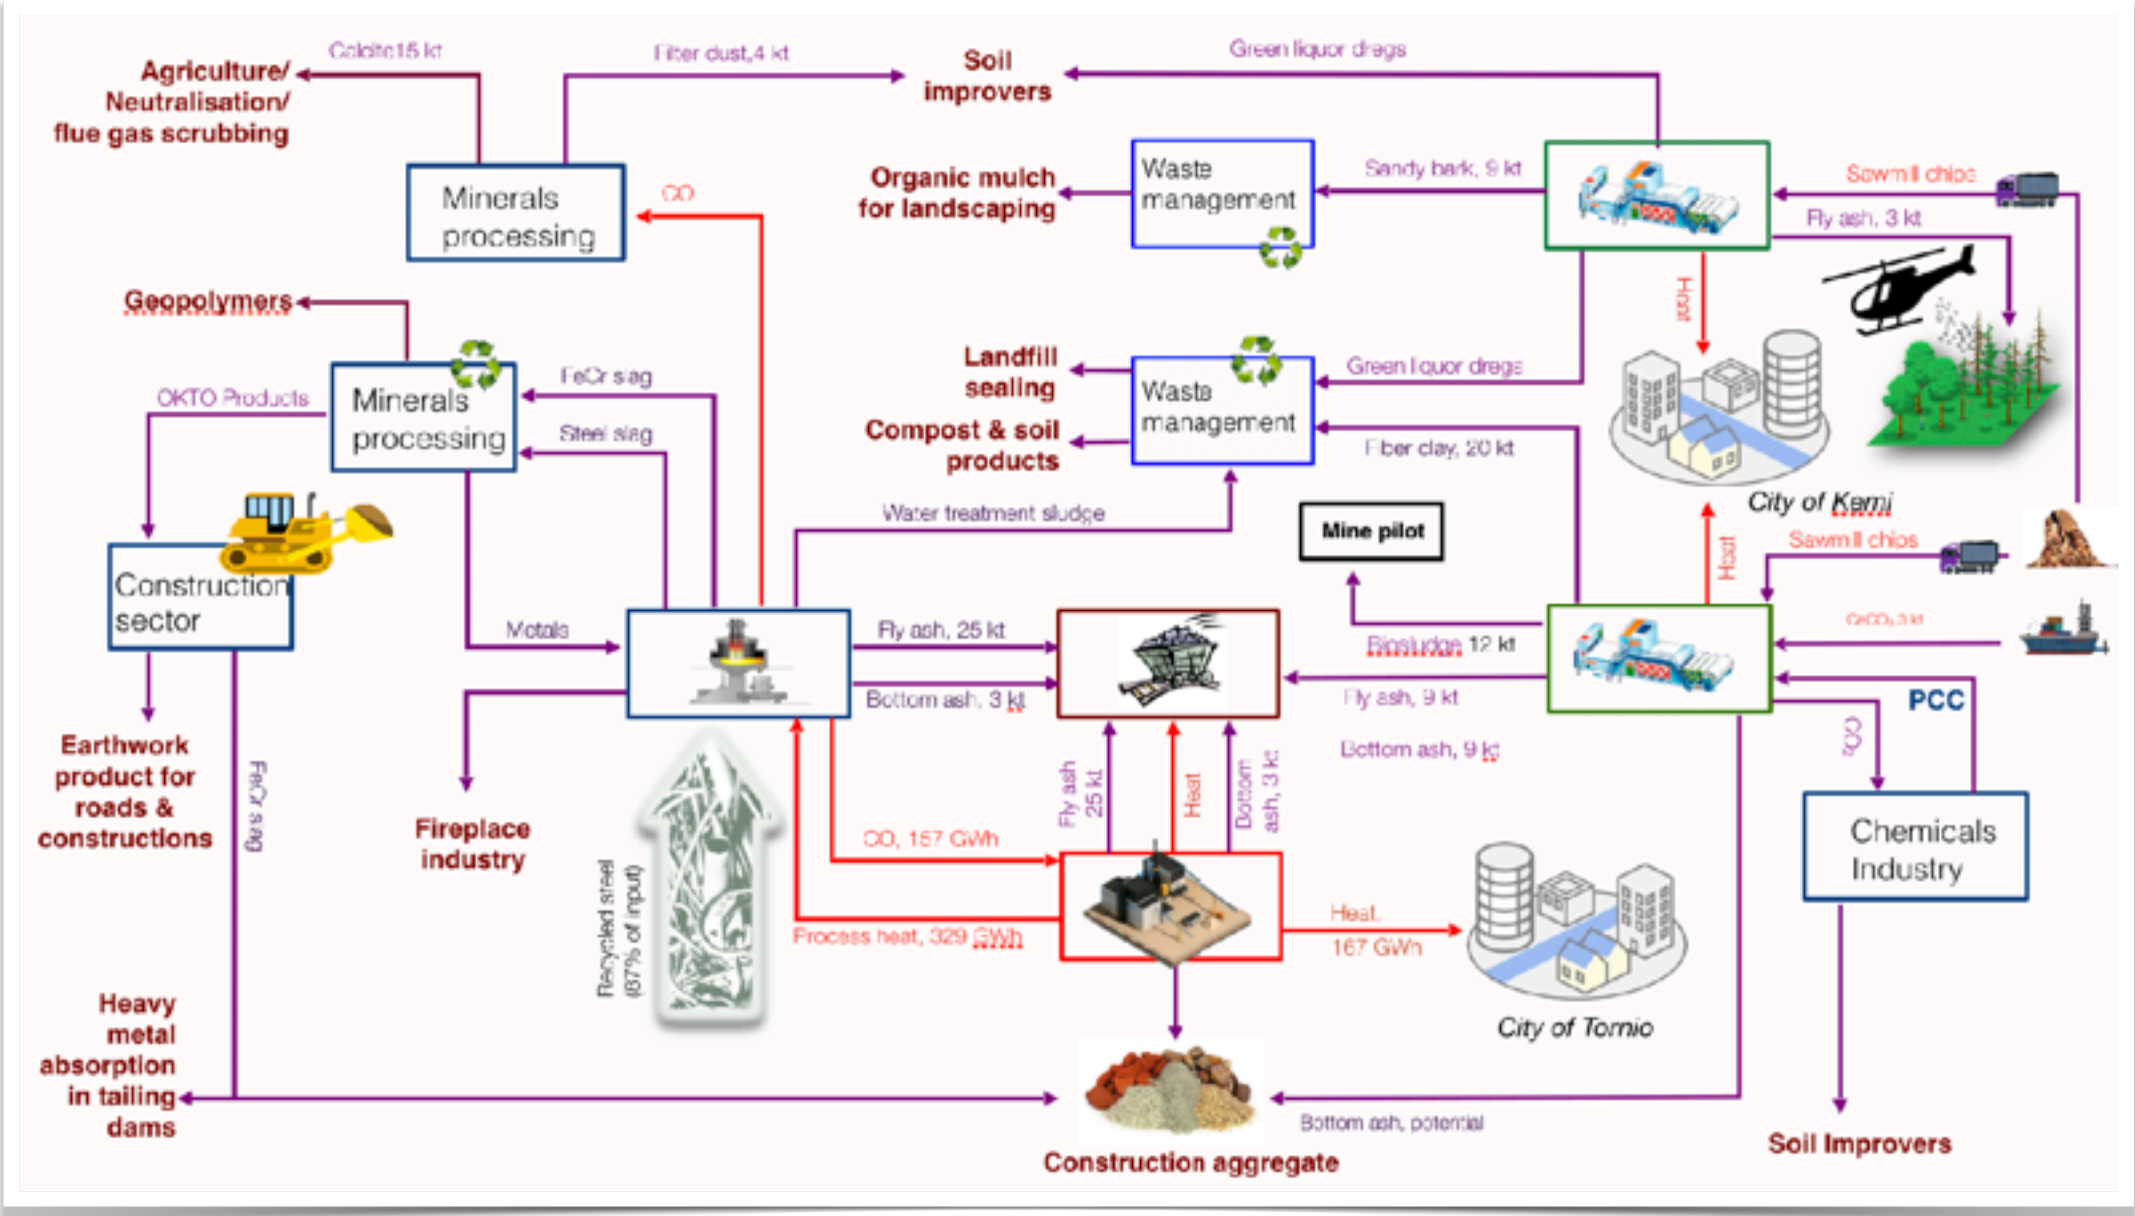 Calcite15 kt
Filter dust,4 kt
Green liquor dregs
Agriculture/
Neutralisation/
flue gas scrubbing
Soil
improvers
Minerals
processing
CO
Organic mulch
for landscaping
Waste
management
Sandy bark, 9 kt
Sawmill chips
Fly ash, 3 kt
Heat
Geopolymers
OKTO Products
Minerals
processing
FeCr slag
Steel slag
Landfill
sealing
Compost & soil
products
Waste
management
Green liquor dregs
Fiber clay, 20 kt
City of Kemi
Water treatment sludge
Mine pilot
Heat
Sawmill chips
Construction
sector
Metals
Fly ash, 25 kt
Bottom ash, 3 kt
Biosludge 12 kt
Fly ash, 9 kt
Bottom ash, 9 kt
CaCO₃ 3 kt
PCC
CO₂
Earthwork
product for
roads &
constructions
FeCr slag
Fireplace
industry
Recycled steel
(87% of input)
CO, 157 GWh
Process heat, 329 GWh
Fly ash
25 kt
Heat
Bottom
ash, 3 kt
Heat,
167 GWh
City of Tornio
Chemicals
Industry
Heavy
metal
absorption
in tailing
dams
Bottom ash, potential
Construction aggregate
Soil Improvers